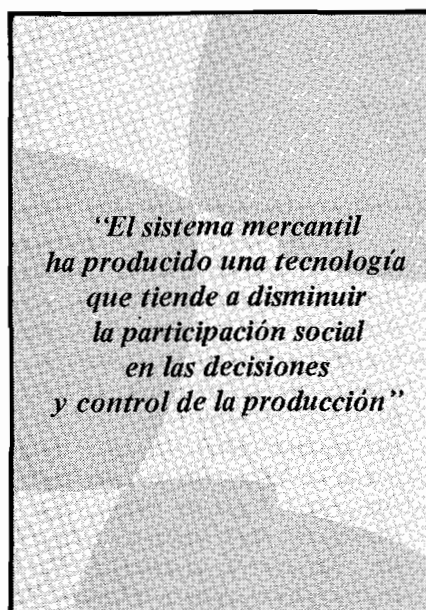 “El sistema mercantil
ha producido una tecnología
que tiende a disminuir
la participación social
en las decisiones
y control de la producción”